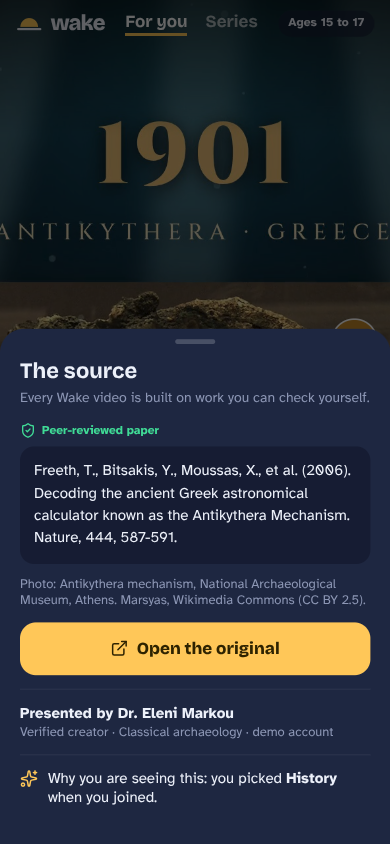 wake
For you
Series
Ages 15 to 17
1901
ANTIKYTHERA · GREECE
The source
Every Wake video is built on work you can check yourself.
Peer-reviewed paper
Freeth, T., Bitsakis, Y., Moussas, X., et al. (2006).
Decoding the ancient Greek astronomical
calculator known as the Antikythera Mechanism.
Nature, 444, 587-591.
Photo: Antikythera mechanism, National Archaeological
Museum, Athens. Marsyas, Wikimedia Commons (CC BY 2.5).
Open the original
Presented by Dr. Eleni Markou
Verified creator · Classical archaeology · demo account
Why you are seeing this: you picked History
when you joined.